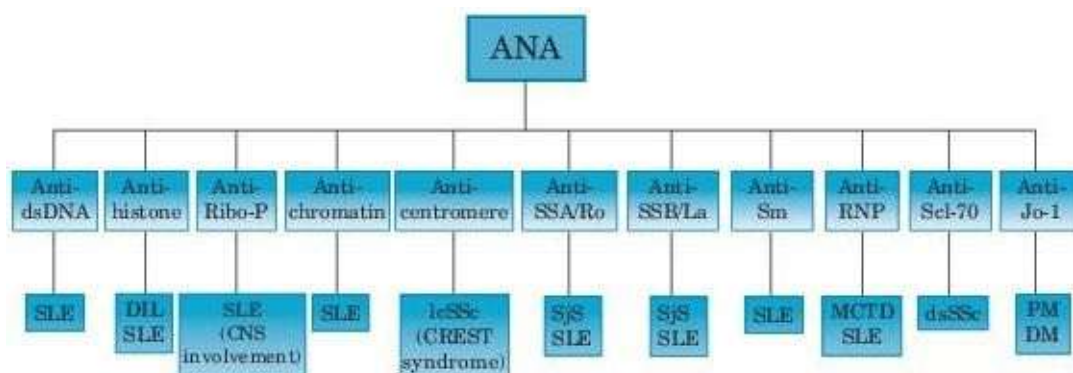 ANA
Anti-
dsDNA
Anti-
histone
Anti-
Ribo-P
Anti-
chromatin
Anti-
centromere
Anti-
SSA/Ro
Anti-
SSB/La
Anti-
Sm
Anti-
RNP
Anti-
Scl-70
Anti-
Jo-1
SLE
DIL
SLE
SLE
(CNS
involvement)
SLE
lcSSc
(CREST
syndrome)
SjS
SLE
SjS
SLE
SLE
MCTD
SLE
dsSSc
PM
DM